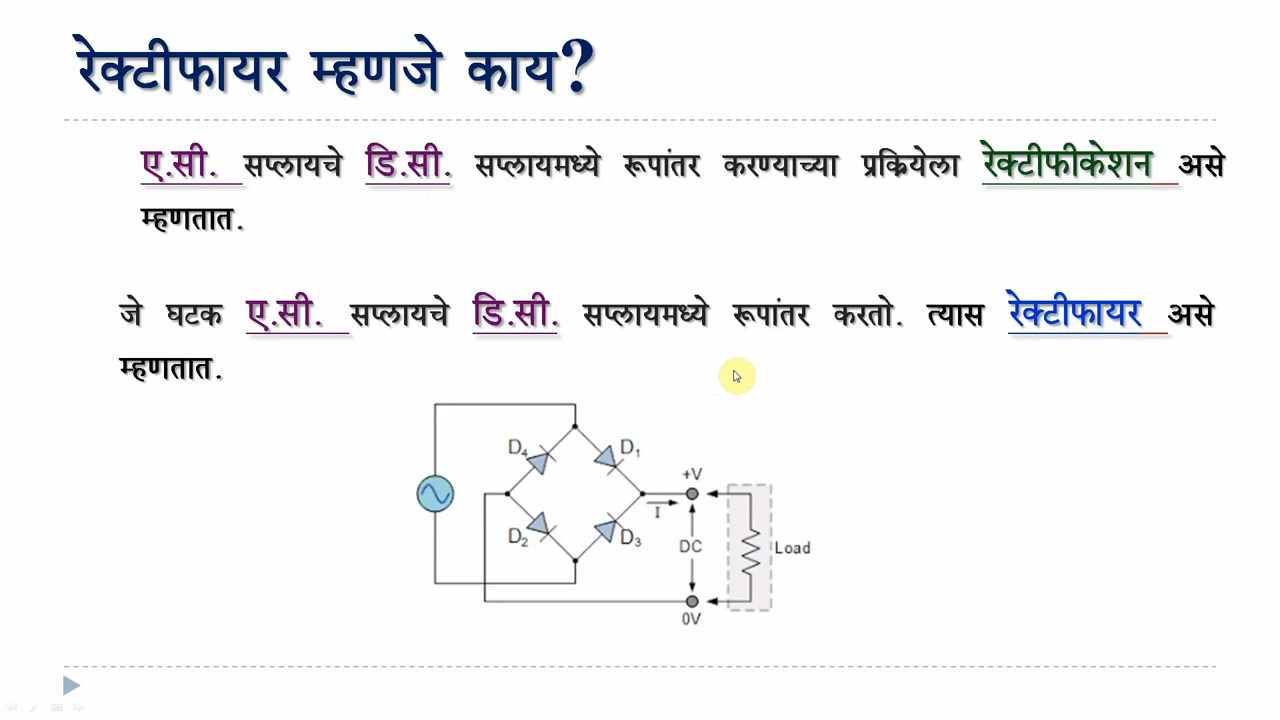 रेक्टीफायर म्हणजे काय?
ए.सी. सप्लायचे डि.सी. सप्लायमध्ये रूपांतर करण्याच्या प्रक्रियेला रेक्टीफीकेशन असे
म्हणतात.
जे घटक ए.सी. सप्लायचे डि.सी. सप्लायमध्ये रूपांतर करतो. त्यास रेक्टीफायर असे
म्हणतात.
D4 D1
+V
I
D2 D3 DC Load
0V